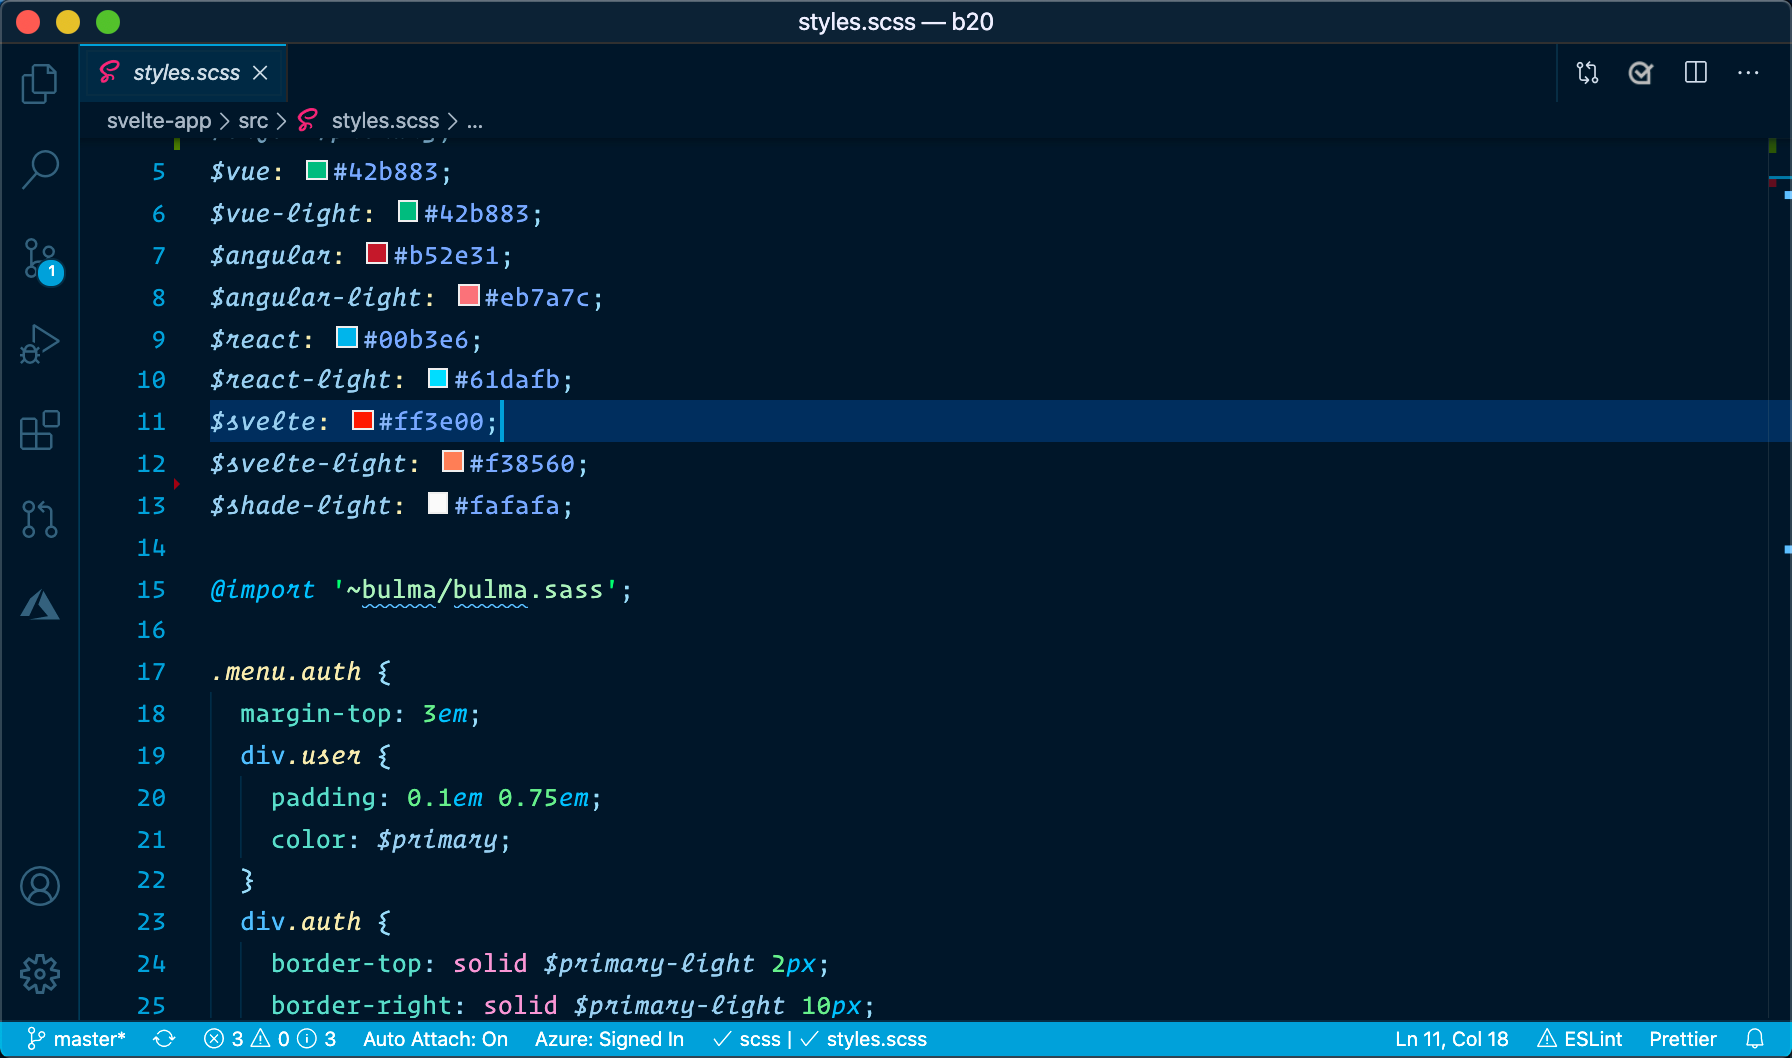 styles.scss — b20
styles.scss
svelte-app > src > styles.scss > ...
5 $vue: #42b883;
6 $vue-light: #42b883;
7 $angular: #b52e31;
8 $angular-light: #eb7a7c;
9 $react: #00b3e6;
10 $react-light: #61dafb;
11 $svelte: #ff3e00;
12 $svelte-light: #f38560;
13 $shade-light: #fafafa;
14
15 @import '~bulma/bulma.sass';
16
17 .menu.auth {
18 margin-top: 3em;
19 div.user {
20 padding: 0.1em 0.75em;
21 color: $primary;
22 }
23 div.auth {
24 border-top: solid $primary-light 2px;
25 border-right: solid $primary-light 10px;
1
master* 3 0 3 Auto Attach: On Azure: Signed In ✓ scss | ✓ styles.scss Ln 11, Col 18 ESLint Prettier